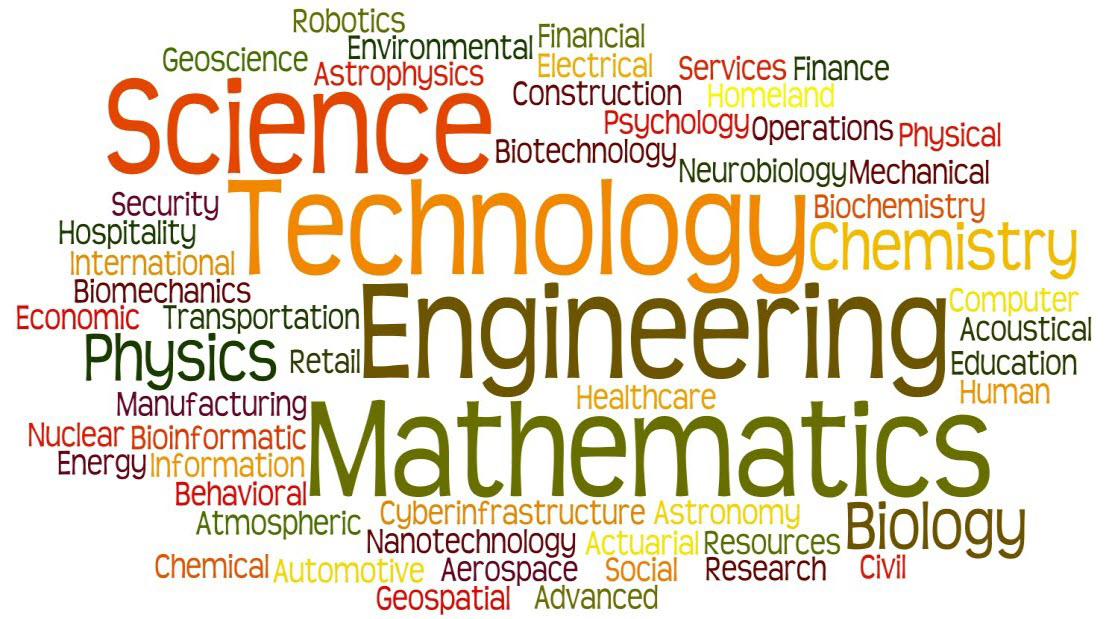 Robotics
Environmental Financial
Geoscience Astrophysics Electrical Services Finance
Science Construction Homeland
Psychology Operations Physical
Biotechnology Neurobiology Mechanical
Security Technology Biochemistry
Hospitality Chemistry
International
Biomechanics Engineering Computer
Economic Transportation Acoustical
Physics Retail Education
Healthcare Human
Manufacturing Mathematics
Nuclear Bioinformatic
Energy Information
Behavioral
Atmospheric Cyberinfrastructure Astronomy Biology
Nanotechnology Actuarial Resources
Chemical Automotive Aerospace Social Research Civil
Geospatial Advanced